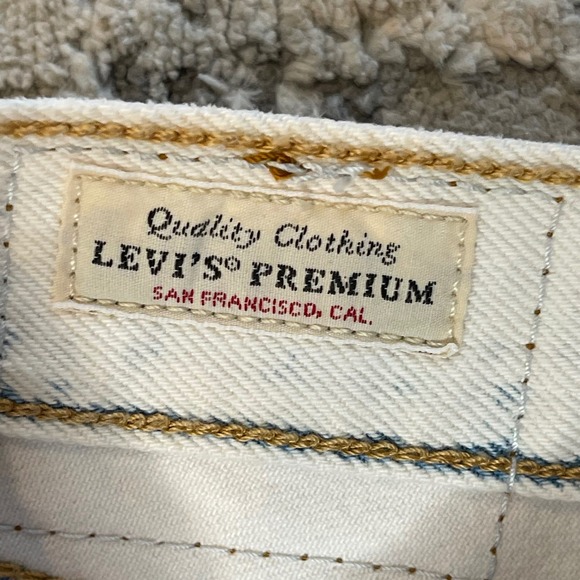 Quality Clothing
LEVI'S® PREMIUM
SAN FRANCISCO, CAL.